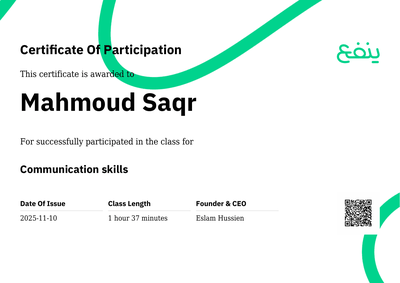 Certificate Of Participation
ينفع
This certificate is awarded to
Mahmoud Saqr
For successfully participated in the class for
Communication skills
Date Of Issue
Class Length
Founder & CEO
2025-11-10
1 hour 37 minutes
Eslam Hussien